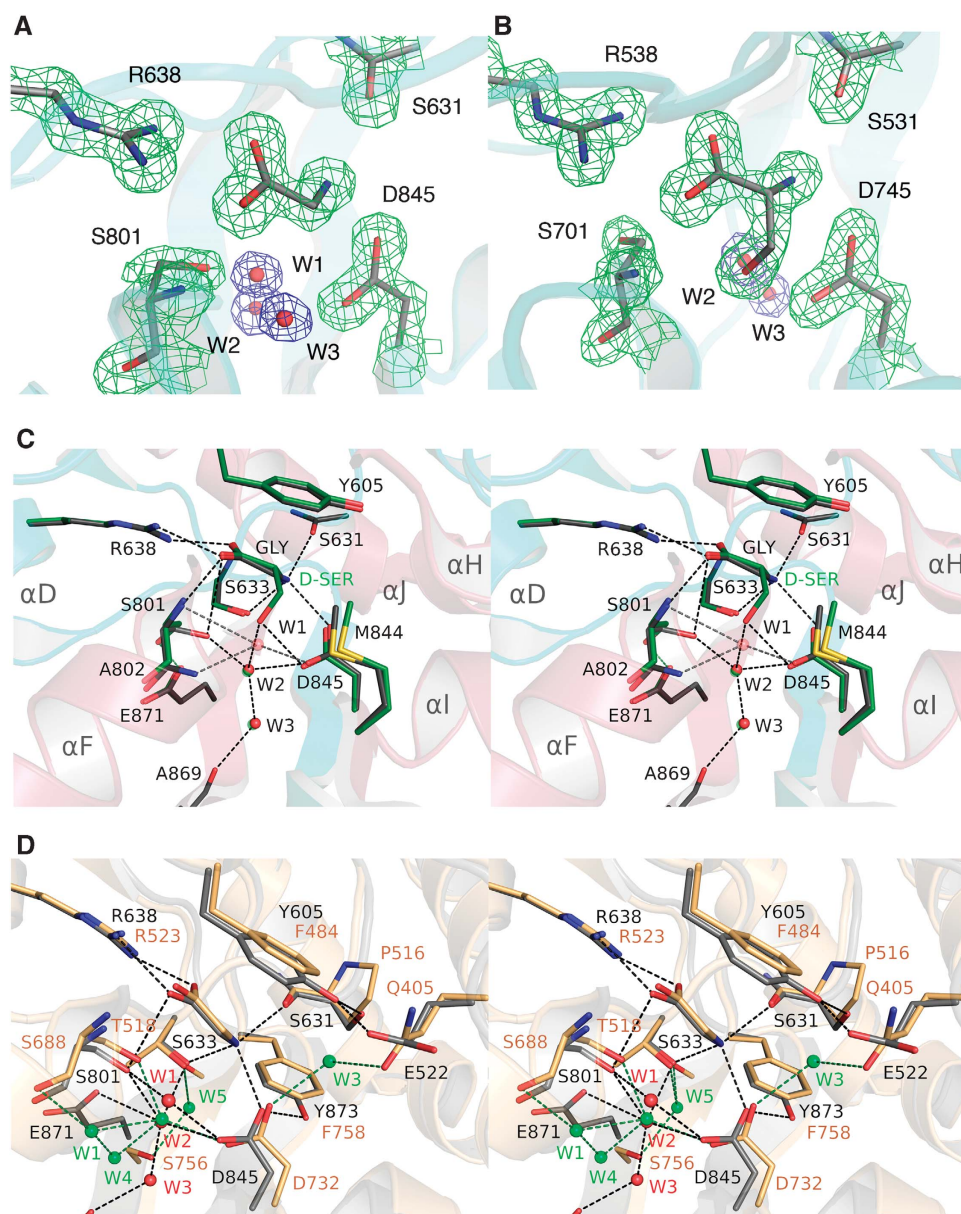 A
R638
S631
D845
S801
W1
W2
W3
B
R538
S531
D745
S701
W2
W3
C
Y605
R638
GLY
S631
αH
D-SER
αD
S633
αJ
S801
W1
M844
A802
W2
D845
E871
αI
W3
αF
A869
Y605
R638
GLY
S631
αH
D-SER
αD
S633
αJ
S801
W1
M844
A802
W2
D845
E871
αI
W3
αF
A869
D
R638
R523
Y605
F484
P516
Q405
T518
S631
S688
S633
S801
W1
W3
E522
W5
E871
Y873
W2
F758
W1
S756
W4
D845
W3
D732
R638
R523
Y605
F484
P516
Q405
T518
S631
S688
S633
S801
W1
W3
E522
W5
E871
Y873
W2
F758
W1
S756
W4
D845
W3
D732